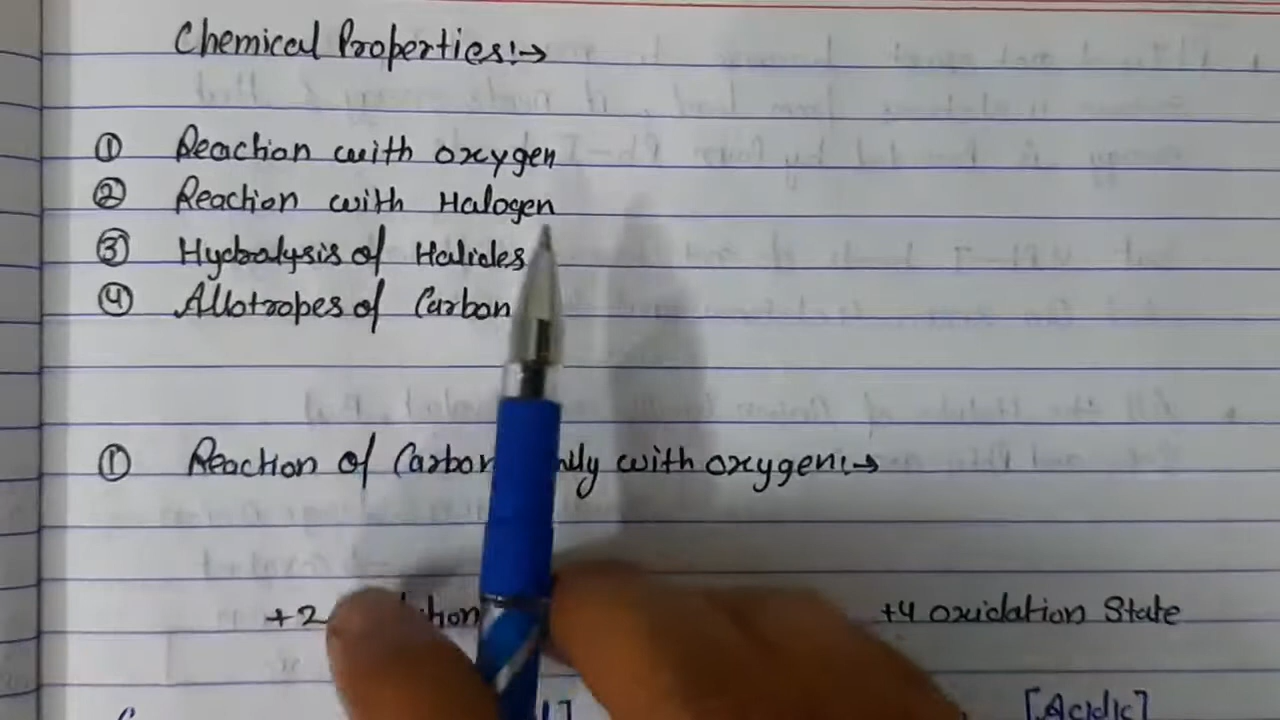 Chemical Properties:→
① Reaction with oxygen
② Reaction with Halogen
③ Hydrolysis of Halides
④ Allotropes of Carbon
① Reaction of Carbon with oxygen:→
+2 +4 oxidation State
[Acidic]